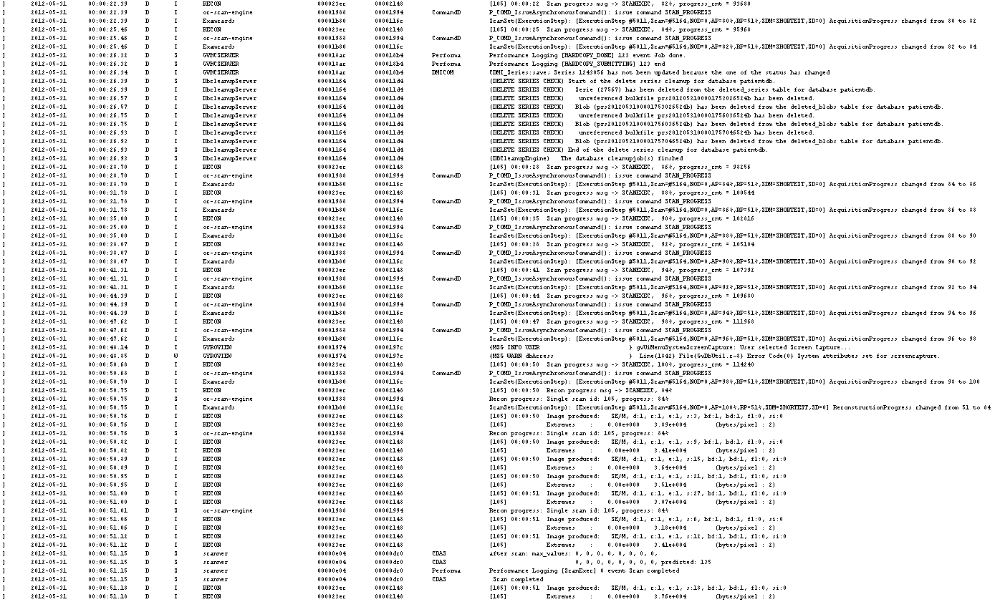 ] 2012-05-31 00:00:22.39 D I RECON 000023ec 00002148 [105] 00:00:22 Scan progress msg -> SCANEXEC, 82%, progress_cnt = 93680
] 2012-05-31 00:00:22.39 D I oc-scan-engine 00001988 00001994 CommandD P_COMD_IssueAsynchronousCommand(): issue command SCAN_PROGRESS
] 2012-05-31 00:00:22.39 D I Examcards 00001b80 0000116c ScanSet(ExecutionStep): [ExecutionStep #5011,Scan=#5164,NOD=0,AP=80%,RP=51%,SDM=SHORTEST,SD=0] AcquisitionProgress changed from 80 to 82
] 2012-05-31 00:00:25.46 D I RECON 000023ec 00002148 [105] 00:00:25 Scan progress msg -> SCANEXEC, 84%, progress_cnt = 95968
] 2012-05-31 00:00:25.46 D I oc-scan-engine 00001988 00001994 CommandD P_COMD_IssueAsynchronousCommand(): issue command SCAN_PROGRESS
] 2012-05-31 00:00:25.46 D I Examcards 00001b80 0000116c ScanSet(ExecutionStep): [ExecutionStep #5011,Scan=#5164,NOD=0,AP=82%,RP=51%,SDM=SHORTEST,SD=0] AcquisitionProgress changed from 82 to 84
] 2012-05-31 00:00:26.32 D S GVHCSERVER 000018ac 000018b4 Performa Performance Logging [HARDCOPY_DONE] 123 event Job done.
] 2012-05-31 00:00:26.32 D S GVHCSERVER 000018ac 000018b4 Performa Performance Logging [HARDCOPY_SUBMITTING] 123 end
] 2012-05-31 00:00:26.34 D I GVHCSERVER 000018ac 000018b4 DMICOM CDMI_Series::save: Series 1243056 has not been updated because the one of the status has changed
] 2012-05-31 00:00:26.39 D S DbcleanupServer 00001164 000011d4 (DELETE SERIES CHECK) Start of the delete series cleanup for database patientdb.
] 2012-05-31 00:00:26.39 D I DbcleanupServer 00001164 000011d4 (DELETE SERIES CHECK) Serie (27567) has been deleted from the deleted_series table for database patientdb.
] 2012-05-31 00:00:26.57 D I DbcleanupServer 00001164 000011d4 (DELETE SERIES CHECK) unreferenced bulkfile prs2012053100001753026524b has been deleted.
] 2012-05-31 00:00:26.57 D I DbcleanupServer 00001164 000011d4 (DELETE SERIES CHECK) Blob (prs2012053100001753026524b) has been deleted from the deleted_blobs table for database patientdb.
] 2012-05-31 00:00:26.75 D I DbcleanupServer 00001164 000011d4 (DELETE SERIES CHECK) unreferenced bulkfile prs2012053100001756036524b has been deleted.
] 2012-05-31 00:00:26.75 D I DbcleanupServer 00001164 000011d4 (DELETE SERIES CHECK) Blob (prs2012053100001756036524b) has been deleted from the deleted_blobs table for database patientdb.
] 2012-05-31 00:00:26.93 D I DbcleanupServer 00001164 000011d4 (DELETE SERIES CHECK) unreferenced bulkfile prs2012053100001757046524b has been deleted.
] 2012-05-31 00:00:26.93 D I DbcleanupServer 00001164 000011d4 (DELETE SERIES CHECK) Blob (prs2012053100001757046524b) has been deleted from the deleted_blobs table for database patientdb.
] 2012-05-31 00:00:26.93 D S DbcleanupServer 00001164 000011d4 (DELETE SERIES CHECK) End of the delete series cleanup for database patientdb.
] 2012-05-31 00:00:26.93 D S DbcleanupServer 00001164 000011d4 (DBCleanupEngine) The database cleanupjob(s) finshed
] 2012-05-31 00:00:28.70 D I RECON 000023ec 00002148 [105] 00:00:28 Scan progress msg -> SCANEXEC, 86%, progress_cnt = 98256
] 2012-05-31 00:00:28.70 D I oc-scan-engine 00001988 00001994 CommandD P_COMD_IssueAsynchronousCommand(): issue command SCAN_PROGRESS
] 2012-05-31 00:00:28.70 D I Examcards 00001b80 0000116c ScanSet(ExecutionStep): [ExecutionStep #5011,Scan=#5164,NOD=0,AP=84%,RP=51%,SDM=SHORTEST,SD=0] AcquisitionProgress changed from 84 to 86
] 2012-05-31 00:00:31.78 D I RECON 000023ec 00002148 [105] 00:00:31 Scan progress msg -> SCANEXEC, 88%, progress_cnt = 100544
] 2012-05-31 00:00:31.78 D I oc-scan-engine 00001988 00001994 CommandD P_COMD_IssueAsynchronousCommand(): issue command SCAN_PROGRESS
] 2012-05-31 00:00:31.78 D I Examcards 00001b80 0000116c ScanSet(ExecutionStep): [ExecutionStep #5011,Scan=#5164,NOD=0,AP=86%,RP=51%,SDM=SHORTEST,SD=0] AcquisitionProgress changed from 86 to 88
] 2012-05-31 00:00:35.00 D I RECON 000023ec 00002148 [105] 00:00:35 Scan progress msg -> SCANEXEC, 90%, progress_cnt = 102816
] 2012-05-31 00:00:35.00 D I oc-scan-engine 00001988 00001994 CommandD P_COMD_IssueAsynchronousCommand(): issue command SCAN_PROGRESS
] 2012-05-31 00:00:35.00 D I Examcards 00001b80 0000116c ScanSet(ExecutionStep): [ExecutionStep #5011,Scan=#5164,NOD=0,AP=88%,RP=51%,SDM=SHORTEST,SD=0] AcquisitionProgress changed from 88 to 90
] 2012-05-31 00:00:38.07 D I RECON 000023ec 00002148 [105] 00:00:38 Scan progress msg -> SCANEXEC, 92%, progress_cnt = 105104
] 2012-05-31 00:00:38.07 D I oc-scan-engine 00001988 00001994 CommandD P_COMD_IssueAsynchronousCommand(): issue command SCAN_PROGRESS
] 2012-05-31 00:00:38.07 D I Examcards 00001b80 0000116c ScanSet(ExecutionStep): [ExecutionStep #5011,Scan=#5164,NOD=0,AP=90%,RP=51%,SDM=SHORTEST,SD=0] AcquisitionProgress changed from 90 to 92
] 2012-05-31 00:00:41.31 D I RECON 000023ec 00002148 [105] 00:00:41 Scan progress msg -> SCANEXEC, 94%, progress_cnt = 107392
] 2012-05-31 00:00:41.31 D I oc-scan-engine 00001988 00001994 CommandD P_COMD_IssueAsynchronousCommand(): issue command SCAN_PROGRESS
] 2012-05-31 00:00:41.31 D I Examcards 00001b80 0000116c ScanSet(ExecutionStep): [ExecutionStep #5011,Scan=#5164,NOD=0,AP=92%,RP=51%,SDM=SHORTEST,SD=0] AcquisitionProgress changed from 92 to 94
] 2012-05-31 00:00:44.39 D I RECON 000023ec 00002148 [105] 00:00:44 Scan progress msg -> SCANEXEC, 96%, progress_cnt = 109680
] 2012-05-31 00:00:44.39 D I oc-scan-engine 00001988 00001994 CommandD P_COMD_IssueAsynchronousCommand(): issue command SCAN_PROGRESS
] 2012-05-31 00:00:44.39 D I Examcards 00001b80 0000116c ScanSet(ExecutionStep): [ExecutionStep #5011,Scan=#5164,NOD=0,AP=94%,RP=51%,SDM=SHORTEST,SD=0] AcquisitionProgress changed from 94 to 96
] 2012-05-31 00:00:47.62 D I RECON 000023ec 00002148 [105] 00:00:47 Scan progress msg -> SCANEXEC, 98%, progress_cnt = 111968
] 2012-05-31 00:00:47.62 D I oc-scan-engine 00001988 00001994 CommandD P_COMD_IssueAsynchronousCommand(): issue command SCAN_PROGRESS
] 2012-05-31 00:00:47.62 D I Examcards 00001b80 0000116c ScanSet(ExecutionStep): [ExecutionStep #5011,Scan=#5164,NOD=0,AP=96%,RP=51%,SDM=SHORTEST,SD=0] AcquisitionProgress changed from 96 to 98
] 2012-05-31 00:00:48.14 D I GYROVIEW 00001974 0000197c {MSG INFO USER } gvUiMenuSystemScreenCapture: User selected Screen Capture...
] 2012-05-31 00:00:48.85 D W GYROVIEW 00001974 0000197c {MSG WARN dbAccess } Line{1842} File{GvDbUtil.c~8} Error Code{0} System attributes set for screencapture.
] 2012-05-31 00:00:50.68 D I RECON 000023ec 00002148 [105] 00:00:50 Scan progress msg -> SCANEXEC, 100%, progress_cnt = 114240
] 2012-05-31 00:00:50.68 D I oc-scan-engine 00001988 00001994 CommandD P_COMD_IssueAsynchronousCommand(): issue command SCAN_PROGRESS
] 2012-05-31 00:00:50.70 D I Examcards 00001b80 0000116c ScanSet(ExecutionStep): [ExecutionStep #5011,Scan=#5164,NOD=0,AP=98%,RP=51%,SDM=SHORTEST,SD=0] AcquisitionProgress changed from 98 to 100
] 2012-05-31 00:00:50.75 D I RECON 000023ec 00002148 [105] 00:00:50 Recon progress msg -> SCANEXEC, 84%
] 2012-05-31 00:00:50.75 D S oc-scan-engine 00001988 00001994 Recon progress: Single scan id: 105, progress: 84%
] 2012-05-31 00:00:50.75 D I Examcards 00001b80 0000116c ScanSet(ExecutionStep): [ExecutionStep #5011,Scan=#5164,NOD=0,AP=100%,RP=51%,SDM=SHORTEST,SD=0] ReconstructionProgress changed from 51 to 84
] 2012-05-31 00:00:50.76 D I RECON 000023ec 00002148 [105] 00:00:50 Image produced: SE/M, d:1, c:1, e:1, s:3, bf:1, bd:1, fl:0, si:0
] 2012-05-31 00:00:50.76 D I RECON 000023ec 00002148 [105] Extremes : 0.00e+000 3.89e+004 (bytes/pixel : 2)
] 2012-05-31 00:00:50.76 D S oc-scan-engine 00001988 00001994 Recon progress: Single scan id: 105, progress: 84%
] 2012-05-31 00:00:50.82 D I RECON 000023ec 00002148 [105] 00:00:50 Image produced: SE/M, d:1, c:1, e:1, s:9, bf:1, bd:1, fl:0, si:0
] 2012-05-31 00:00:50.82 D I RECON 000023ec 00002148 [105] Extremes : 0.00e+000 3.41e+004 (bytes/pixel : 2)
] 2012-05-31 00:00:50.89 D I RECON 000023ec 00002148 [105] 00:00:50 Image produced: SE/M, d:1, c:1, e:1, s:15, bf:1, bd:1, fl:0, si:0
] 2012-05-31 00:00:50.89 D I RECON 000023ec 00002148 [105] Extremes : 0.00e+000 3.64e+004 (bytes/pixel : 2)
] 2012-05-31 00:00:50.95 D I RECON 000023ec 00002148 [105] 00:00:50 Image produced: SE/M, d:1, c:1, e:1, s:21, bf:1, bd:1, fl:0, si:0
] 2012-05-31 00:00:50.95 D I RECON 000023ec 00002148 [105] Extremes : 0.00e+000 3.51e+004 (bytes/pixel : 2)
] 2012-05-31 00:00:51.00 D I RECON 000023ec 00002148 [105] 00:00:51 Image produced: SE/M, d:1, c:1, e:1, s:27, bf:1, bd:1, fl:0, si:0
] 2012-05-31 00:00:51.00 D I RECON 000023ec 00002148 [105] Extremes : 0.00e+000 3.07e+004 (bytes/pixel : 2)
] 2012-05-31 00:00:51.01 D S oc-scan-engine 00001988 00001994 Recon progress: Single scan id: 105, progress: 84%
] 2012-05-31 00:00:51.06 D I RECON 000023ec 00002148 [105] 00:00:51 Image produced: SE/M, d:1, c:1, e:1, s:6, bf:1, bd:1, fl:0, si:0
] 2012-05-31 00:00:51.06 D I RECON 000023ec 00002148 [105] Extremes : 0.00e+000 3.18e+004 (bytes/pixel : 2)
] 2012-05-31 00:00:51.12 D I RECON 000023ec 00002148 [105] 00:00:51 Image produced: SE/M, d:1, c:1, e:1, s:12, bf:1, bd:1, fl:0, si:0
] 2012-05-31 00:00:51.12 D I RECON 000023ec 00002148 [105] Extremes : 0.00e+000 3.41e+004 (bytes/pixel : 2)
] 2012-05-31 00:00:51.15 D S scanner 00000e04 00000dc0 CDAS after scan: max_values: 0, 0, 0, 0, 0, 0, 0, 0,
] 2012-05-31 00:00:51.15 D S scanner 00000e04 00000dc0 CDAS 0, 0, 0, 0, 0, 0, 0, 0, predicted: 135
] 2012-05-31 00:00:51.15 D S scanner 00000e04 00000dc0 Performa Performance Logging [ScanExec] 0 event Scan completed
] 2012-05-31 00:00:51.15 D S scanner 00000e04 00000dc0 CDAS Scan completed
] 2012-05-31 00:00:51.18 D I RECON 000023ec 00002148 [105] 00:00:51 Image produced: SE/M, d:1, c:1, e:1, s:18, bf:1, bd:1, fl:0, si:0
] 2012-05-31 00:00:51.18 D I RECON 000023ec 00002148 [105] Extremes : 0.00e+000 3.76e+004 (bytes/pixel : 2)